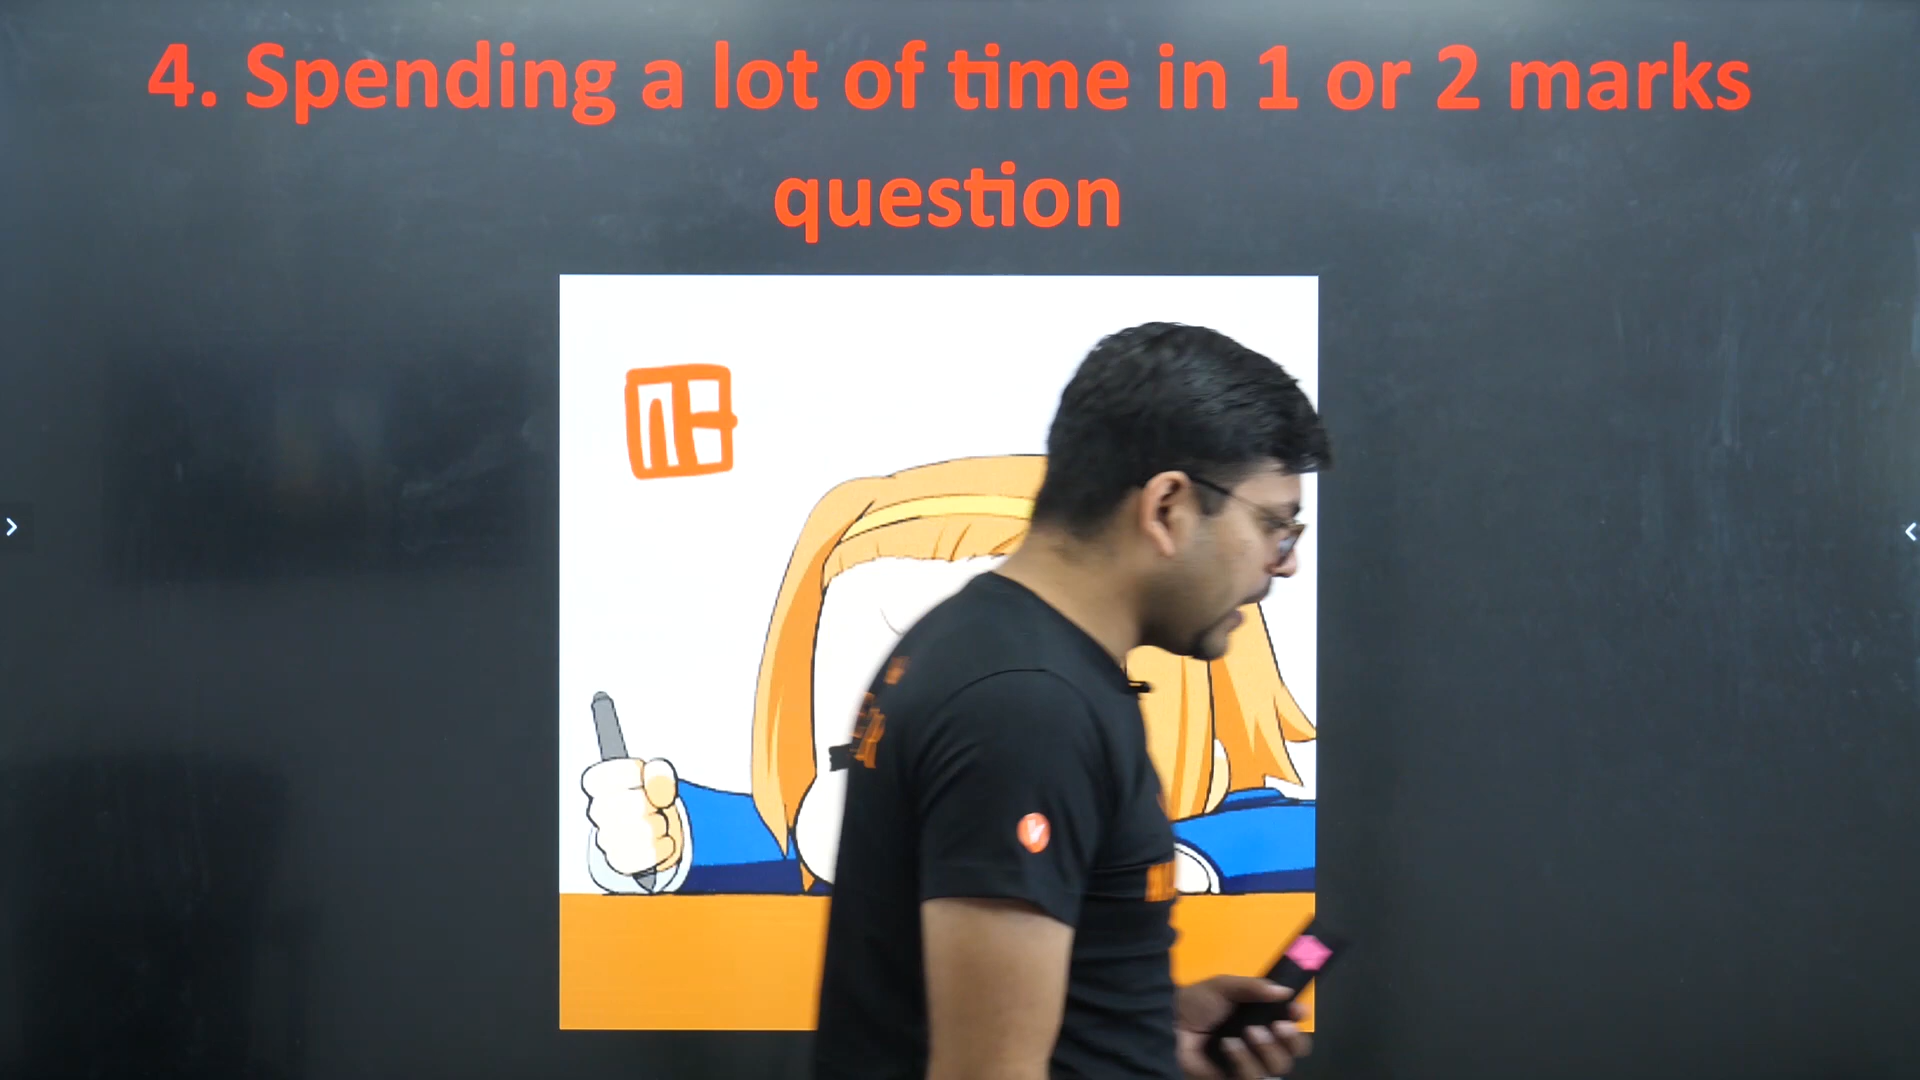 4. Spending a lot of time in 1 or 2 marks
question